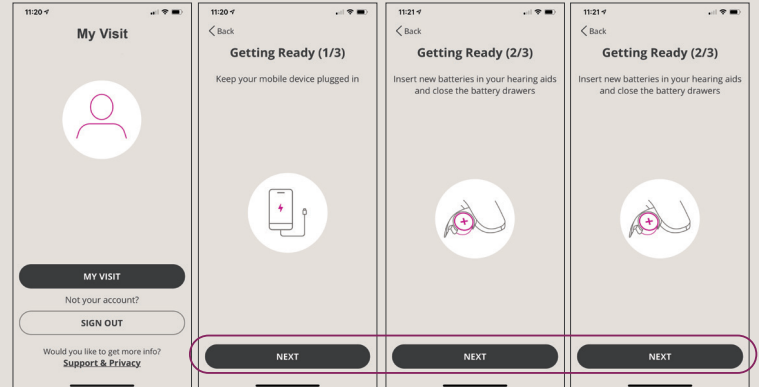 11:20
My Visit
MY VISIT
Not your account?
SIGN OUT
Would you like to get more info?
Support & Privacy
11:20
Back
Getting Ready (1/3)
Keep your mobile device plugged in
NEXT
11:21
Back
Getting Ready (2/3)
Insert new batteries in your hearing aids
and close the battery drawers
NEXT
11:21
Back
Getting Ready (2/3)
Insert new batteries in your hearing aids
and close the battery drawers
NEXT